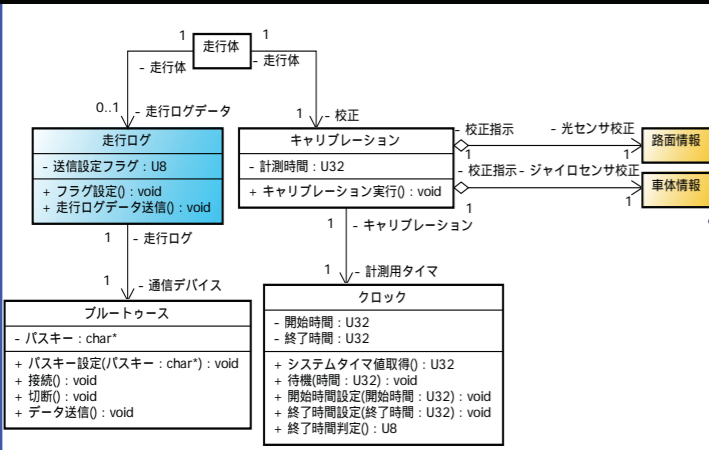 走行体
1
1
- 走行体
- 走行体
0..1
- 走行ログデータ
1
- 校正
走行ログ
- 送信設定フラグ : U8
+ フラグ設定() : void
+ 走行ログデータ送信() : void
キャリブレーション
- 計測時間 : U32
+ キャリブレーション実行() : void
- 校正指示
- 光センサ校正
1
1
路面情報
- 校正指示
- ジャイロセンサ校正
1
1
車体情報
1
- 走行ログ
1
- 通信デバイス
1
- キャリブレーション
1
- 計測用タイマ
ブルートゥース
- パスキー : char*
+ パスキー設定(パスキー : char*) : void
+ 接続() : void
+ 切断() : void
+ データ送信() : void
クロック
- 開始時間 : U32
- 終了時間 : U32
+ システムタイマ値取得() : U32
+ 待機(時間 : U32) : void
+ 開始時間設定(開始時間 : U32) : void
+ 終了時間設定(終了時間 : U32) : void
+ 終了時間判定() : U8